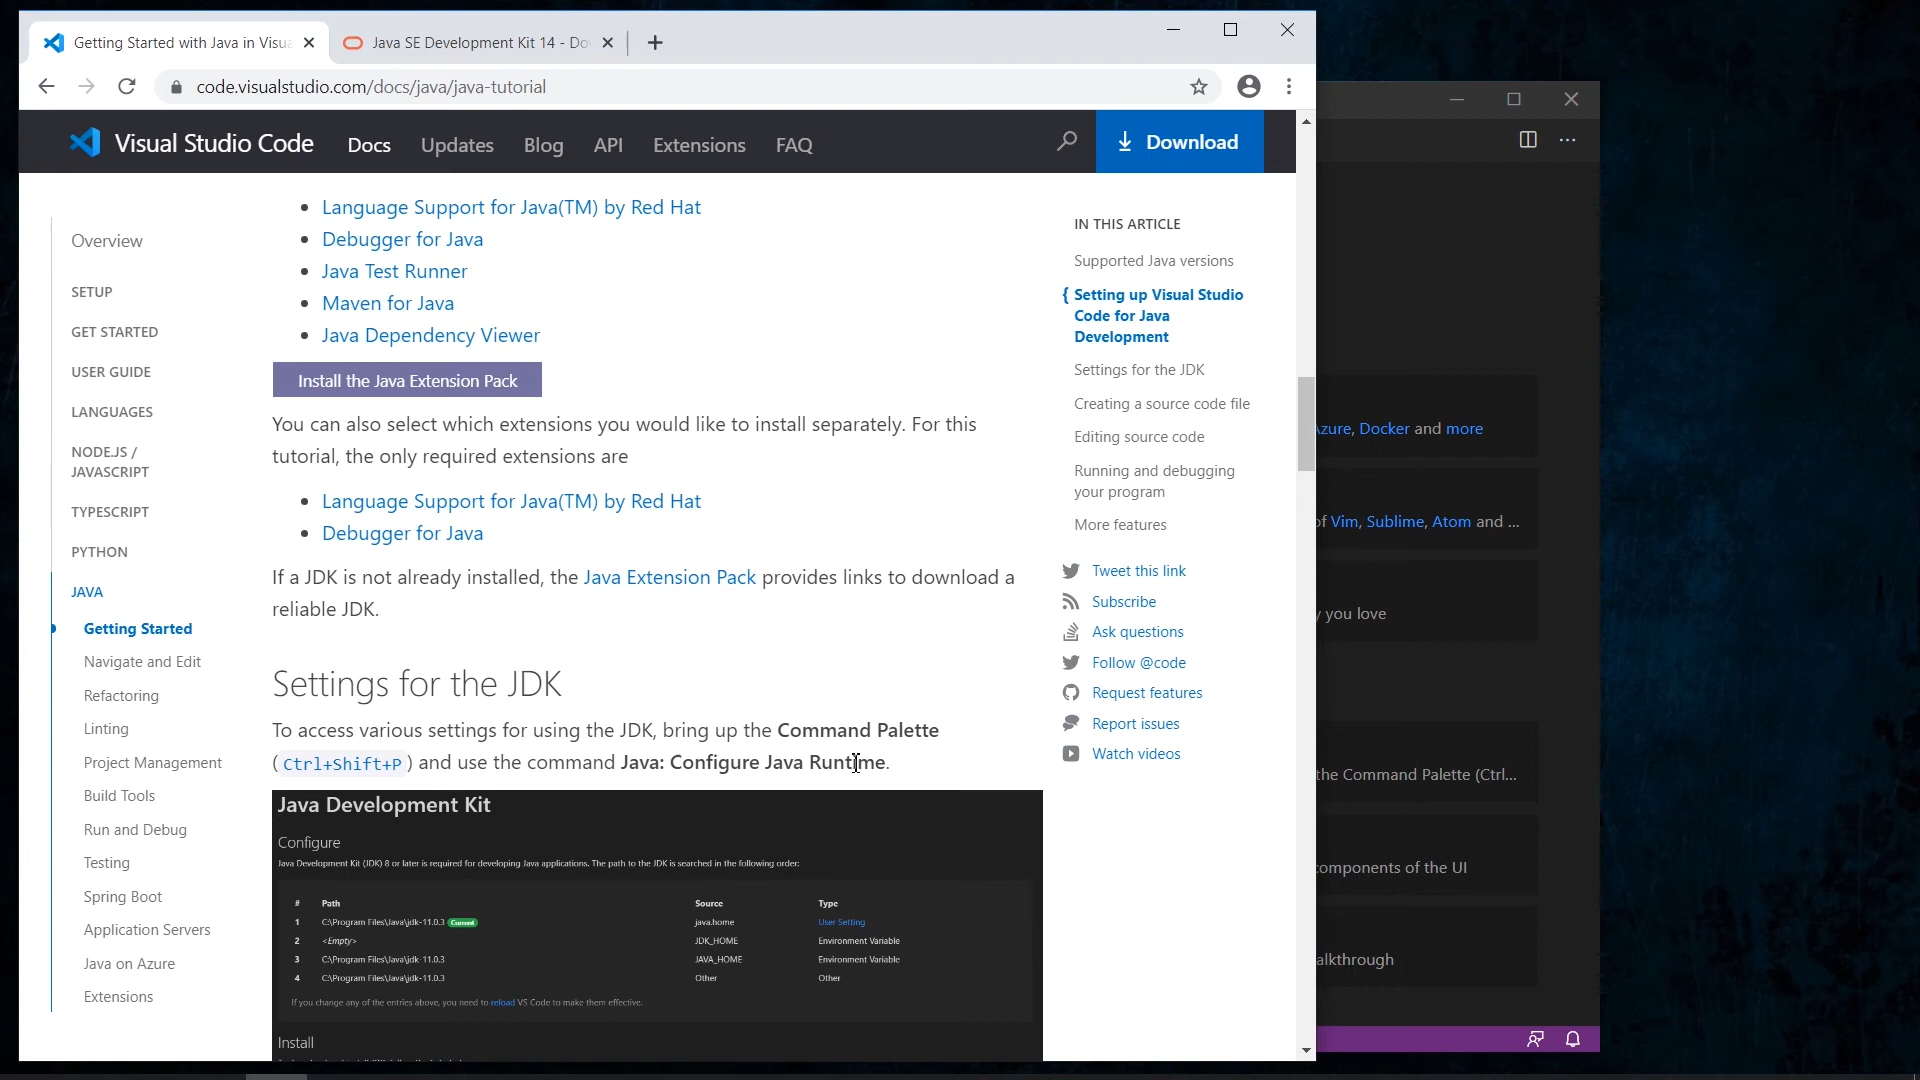 Getting Started with Java in Visu
Java SE Development Kit 14 - Do
code.visualstudio.com/docs/java/java-tutorial
Visual Studio Code
Docs
Updates
Blog
API
Extensions
FAQ
Download
Overview
SETUP
GET STARTED
USER GUIDE
LANGUAGES
NODE.JS /
JAVASCRIPT
TYPESCRIPT
PYTHON
JAVA
Getting Started
Navigate and Edit
Refactoring
Linting
Project Management
Build Tools
Run and Debug
Testing
Spring Boot
Application Servers
Java on Azure
Extensions
Language Support for Java(TM) by Red Hat
Debugger for Java
Java Test Runner
Maven for Java
Java Dependency Viewer
Install the Java Extension Pack
You can also select which extensions you would like to install separately. For this
tutorial, the only required extensions are
Language Support for Java(TM) by Red Hat
Debugger for Java
If a JDK is not already installed, the Java Extension Pack provides links to download a
reliable JDK.
Settings for the JDK
To access various settings for using the JDK, bring up the Command Palette
(Ctrl+Shift+P) and use the command Java: Configure Java Runtime.
Java Development Kit
Configure
Java Development Kit (JDK) 8 or later is required for developing Java applications. The path to the JDK is searched in the following order:
# Path Source Type
1 C:\Program Files\Java\jdk-11.0.3 Current java.home User Setting
2 <Empty> JDK_HOME Environment Variable
3 C:\Program Files\Java\jdk-11.0.3 JAVA_HOME Environment Variable
4 C:\Program Files\Java\jdk-11.0.3 Other Other
If you change any of the entries above, you need to reload VS Code to make them effective.
Install
IN THIS ARTICLE
Supported Java versions
Setting up Visual Studio
Code for Java
Development
Settings for the JDK
Creating a source code file
Editing source code
Running and debugging
your program
More features
Tweet this link
Subscribe
Ask questions
Follow @code
Request features
Report issues
Watch videos
Azure, Docker and more
of Vim, Sublime, Atom and ...
y you love
the Command Palette (Ctrl...
components of the UI
alkthrough